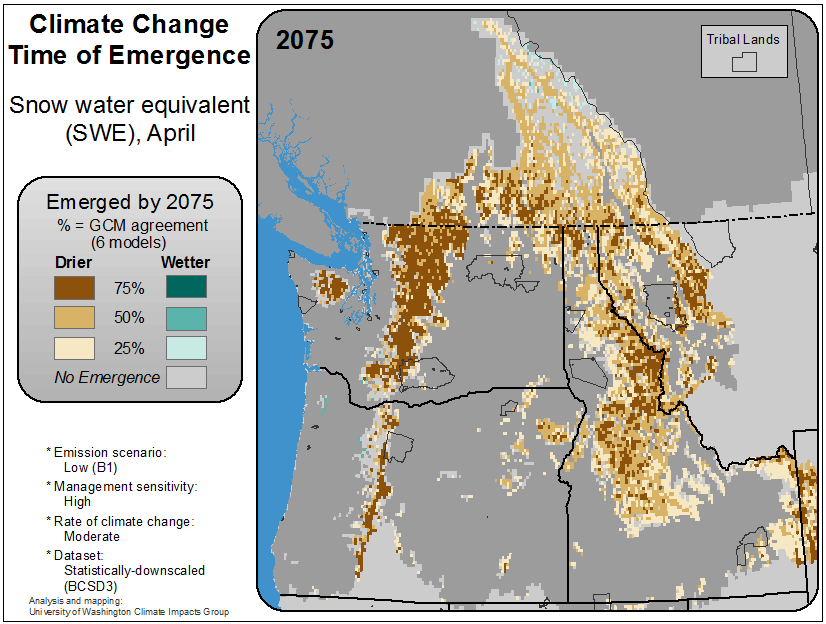 Climate Change
Time of Emergence
Snow water equivalent
(SWE), April
Emerged by 2075
% = GCM agreement
(6 models)
Drier Wetter
75%
50%
25%
No Emergence
* Emission scenario:
Low (B1)
* Management sensitivity:
High
* Rate of climate change:
Moderate
* Dataset:
Statistically-downscaled
(BCSD3)
Analysis and mapping:
University of Washington Climate Impacts Group
2075
Tribal Lands